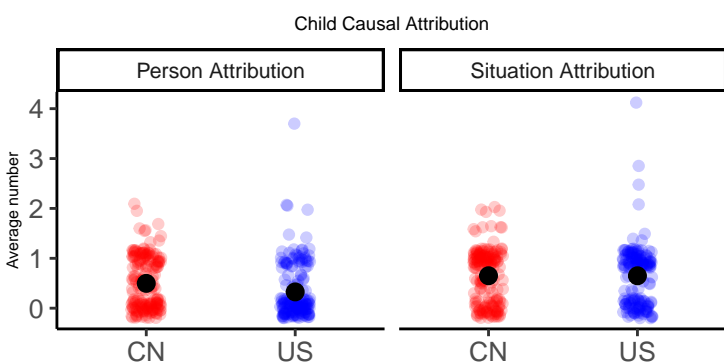 Child Causal Attribution
Person Attribution
Situation Attribution
Average number
4
3
2
1
0
CN
US
CN
US